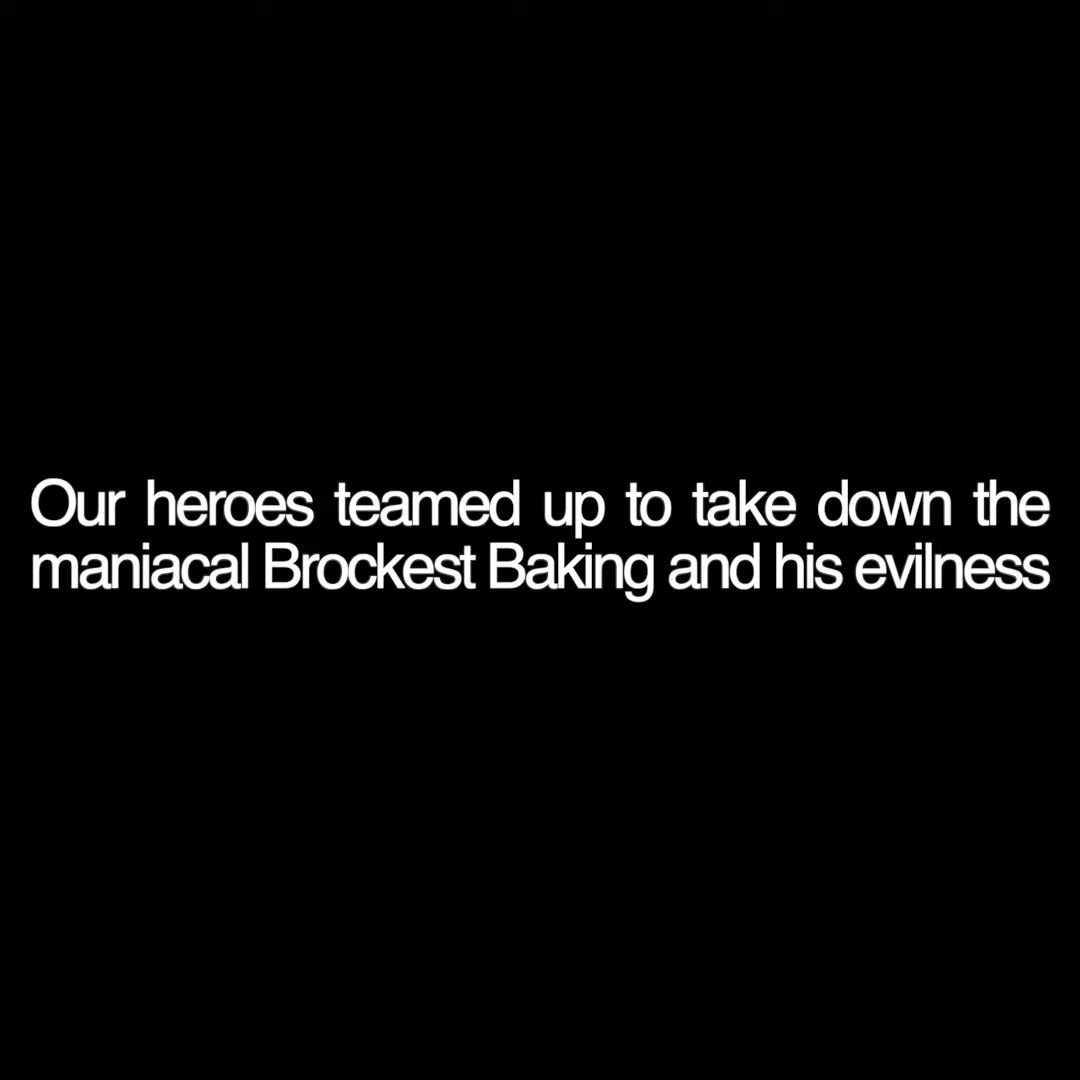 Our heroes teamed up to take down the
maniacal Brockest Baking and his evilness